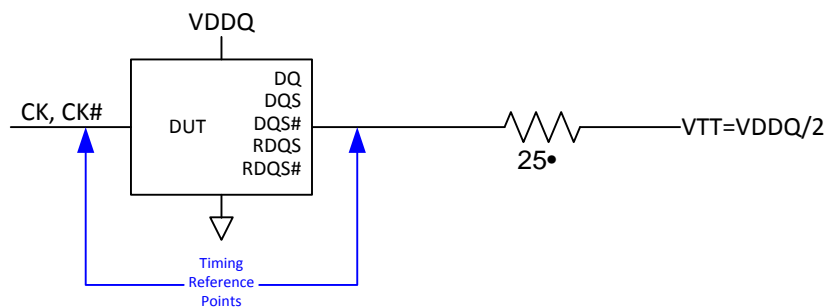 VDDQ
CK, CK#
DUT
DQ
DQS
DQS#
RDQS
RDQS#
25•
VTT=VDDQ/2
Timing
Reference
Points